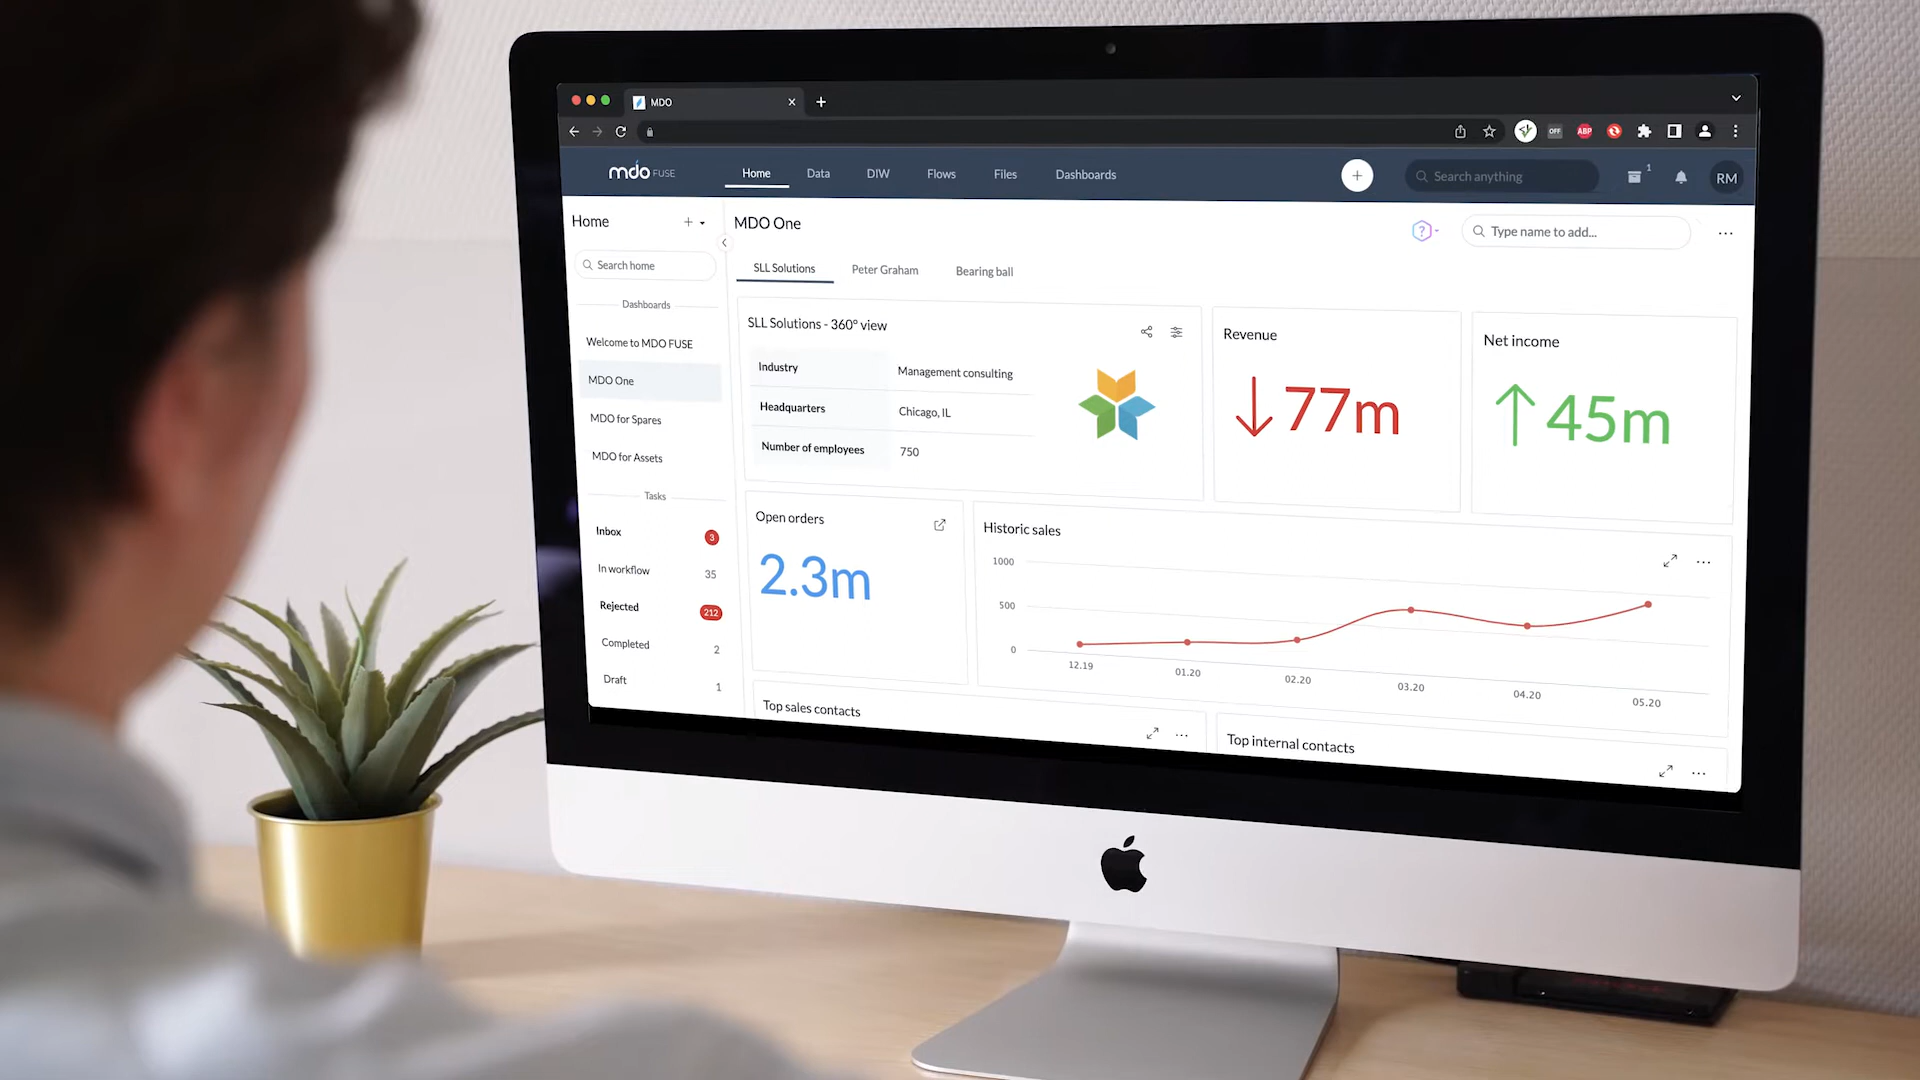 MDO
OFF
ABP
mdo FUSE
Home
Data
DIW
Flows
Files
Dashboards
Search anything
1
RM
Home
Search home
Dashboards
Welcome to MDO FUSE
MDO One
MDO for Spares
MDO for Assets
Tasks
Inbox 3
In workflow 35
Rejected 212
Completed 2
Draft 1
MDO One
?
Type name to add...
SLL Solutions
Peter Graham
Bearing ball
SLL Solutions - 360° view
Industry Management consulting
Headquarters Chicago, IL
Number of employees 750
Revenue
77m
Net income
45m
Open orders
2.3m
Historic sales
1000
500
0
12.19 01.20 02.20 03.20 04.20 05.20
Top sales contacts
Top internal contacts